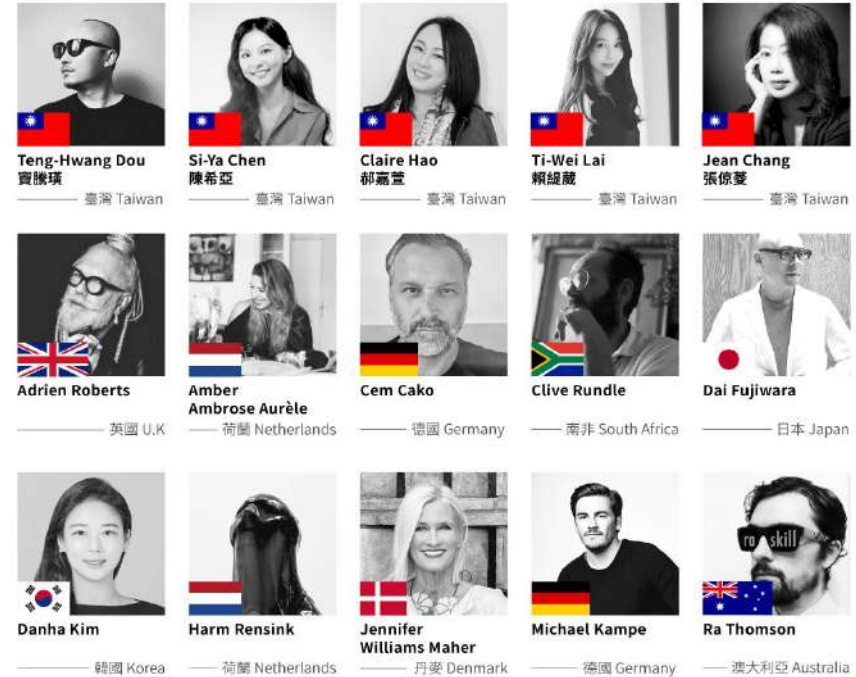 Teng-Hwang Dou
竇騰璜
臺灣 Taiwan
Si-Ya Chen
陳希亞
臺灣 Taiwan
Claire Hao
郝嘉萱
臺灣 Taiwan
Ti-Wei Lai
賴緹葳
臺灣 Taiwan
Jean Chang
張倞菱
臺灣 Taiwan
Adrien Roberts
英國 U.K
Amber
Ambrose Aurèle
荷蘭 Netherlands
Cem Cako
德國 Germany
Clive Rundle
南非 South Africa
Dai Fujiwara
日本 Japan
Danha Kim
韓國 Korea
Harm Rensink
荷蘭 Netherlands
Jennifer
Williams Maher
丹麥 Denmark
Michael Kampe
德國 Germany
ra skill
Ra Thomson
澳大利亞 Australia